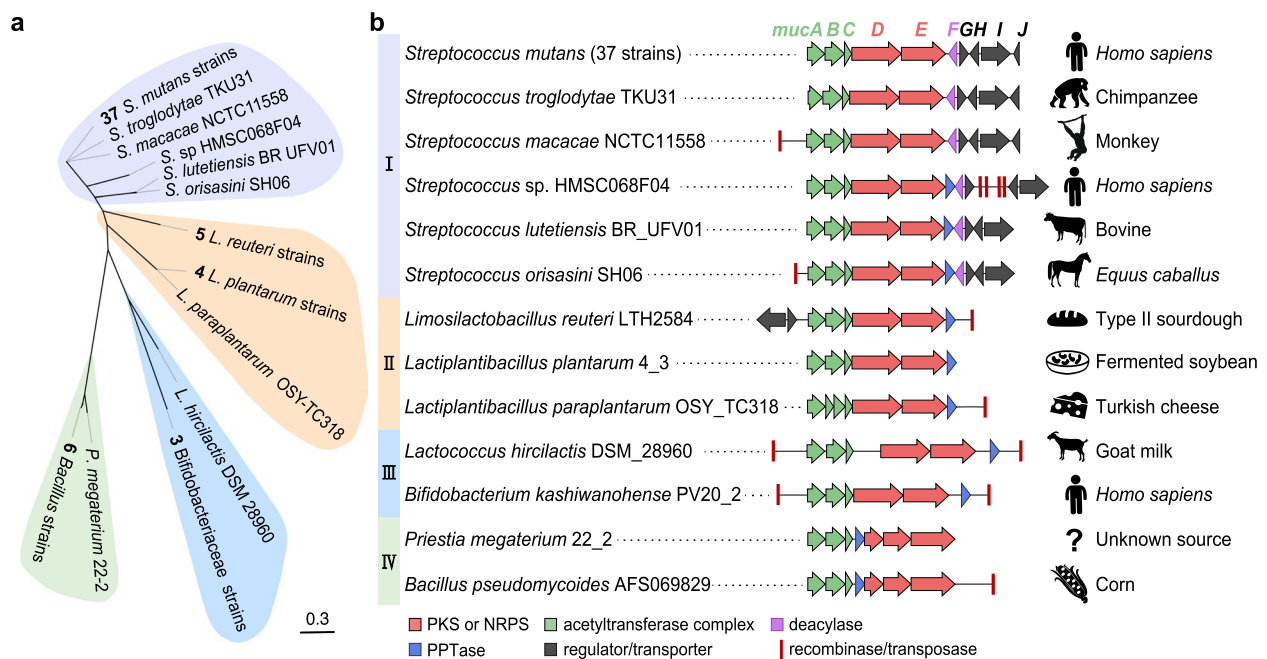 a
37 S. mutans strains
S. troglodytae TKU31
S. macacae NCTC11558
S. sp HMSC068F04
S. lutetiensis BR UFV01
S. orisasini SH06
5 L. reuteri strains
4 L. plantarum strains
L. paraplantarum OSY-TC318
L. hircilactis DSM 28960
3 Bifidobacteriaceae strains
P. megaterium 22-2
6 Bacillus strains
0.3
b
mucA B C D E F G H I J
I
Streptococcus mutans (37 strains) Homo sapiens
Streptococcus troglodytae TKU31 Chimpanzee
Streptococcus macacae NCTC11558 Monkey
Streptococcus sp. HMSC068F04 Homo sapiens
Streptococcus lutetiensis BR_UFV01 Bovine
Streptococcus orisasini SH06 Equus caballus
II
Limosilactobacillus reuteri LTH2584 Type II sourdough
Lactiplantibacillus plantarum 4_3 Fermented soybean
Lactiplantibacillus paraplantarum OSY_TC318 Turkish cheese
III
Lactococcus hircilactis DSM_28960 Goat milk
Bifidobacterium kashiwanohense PV20_2 Homo sapiens
IV
Priestia megaterium 22_2 ? Unknown source
Bacillus pseudomycoides AFS069829 Corn
PKS or NRPS acetyltransferase complex deacylase
PPTase regulator/transporter recombinase/transposase